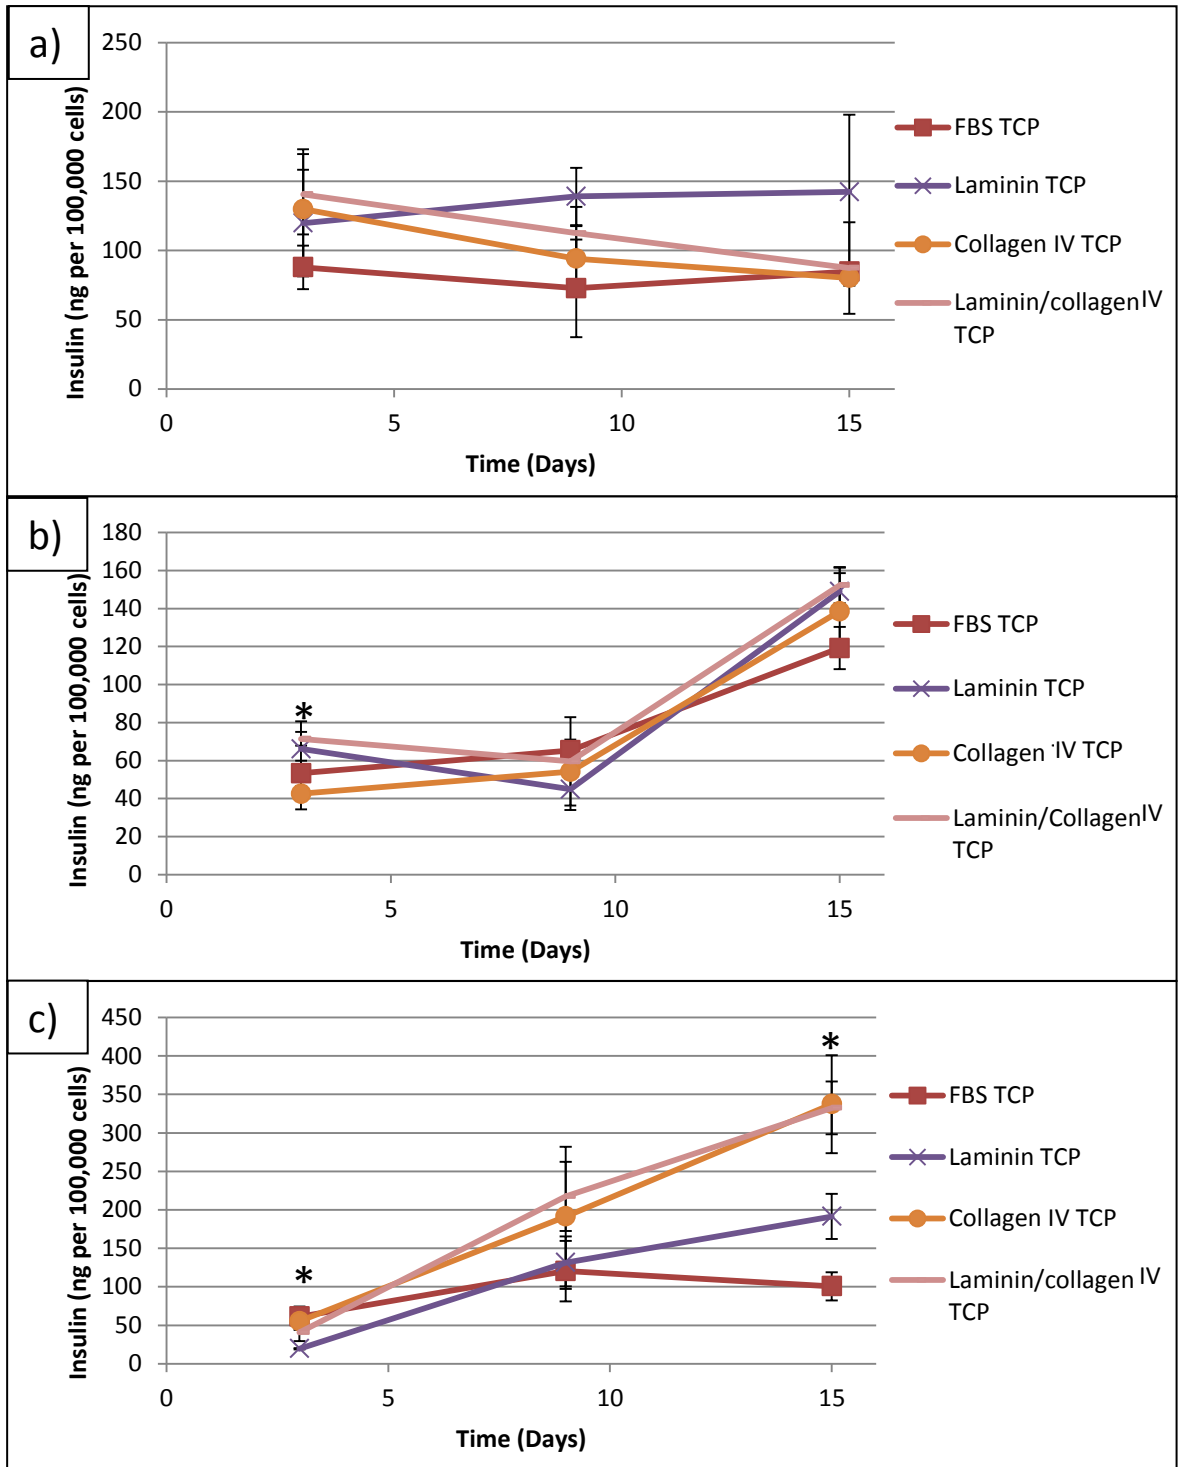 a)
Insulin (ng per 100,000 cells)
250
200
150
100
50
0
0 5 10 15
Time (Days)
FBS TCP
Laminin TCP
Collagen IV TCP
Laminin/collagen IV
TCP
b)
Insulin (ng per 100,000 cells)
180
160
140
120
100
80
60
40
20
0
*
0 5 10 15
Time (Days)
FBS TCP
Laminin TCP
Collagen IV TCP
Laminin/Collagen IV
TCP
c)
Insulin (ng per 100,000 cells)
450
400
350
300
250
200
150
100
50
0
*
*
0 5 10 15
Time (Days)
FBS TCP
Laminin TCP
Collagen IV TCP
Laminin/collagen IV
TCP